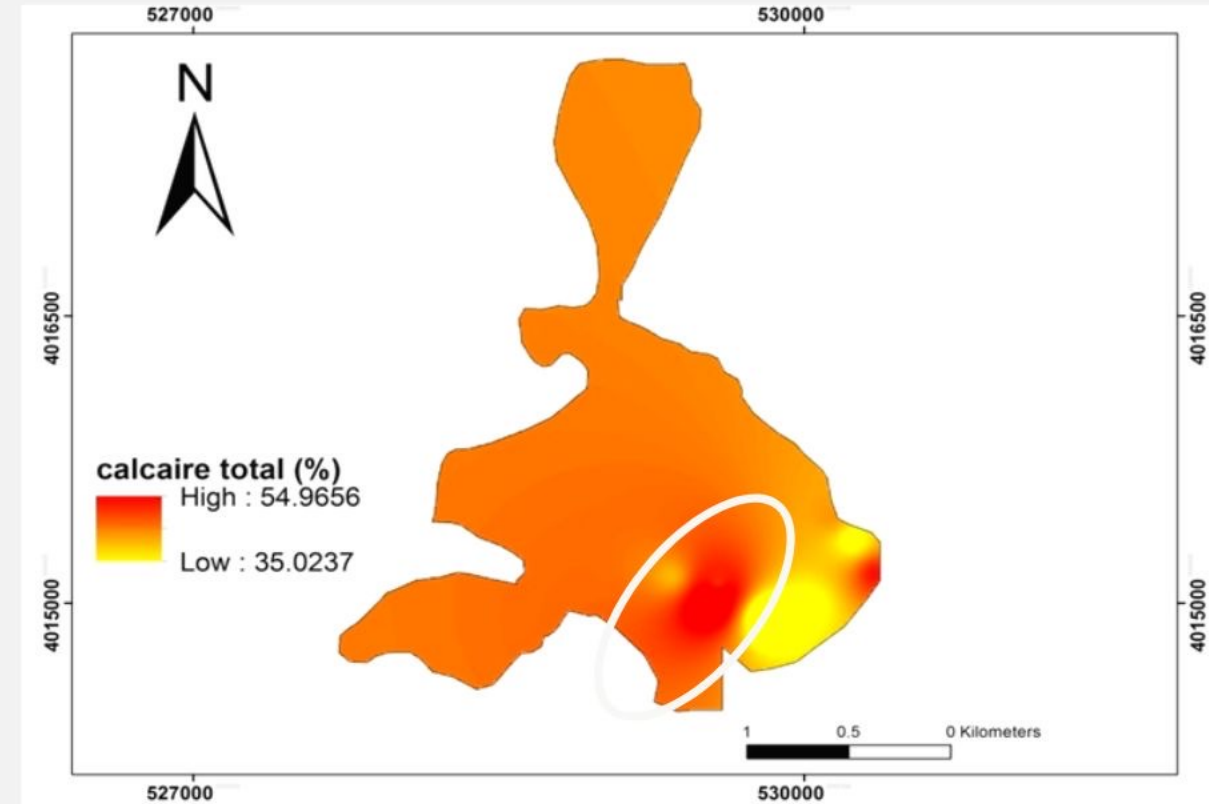 527000 530000
N
4016500 4016500
calcaire total (%)
High : 54.9656
Low : 35.0237
4015000 4015000
1 0.5 0 Kilometers
527000 530000